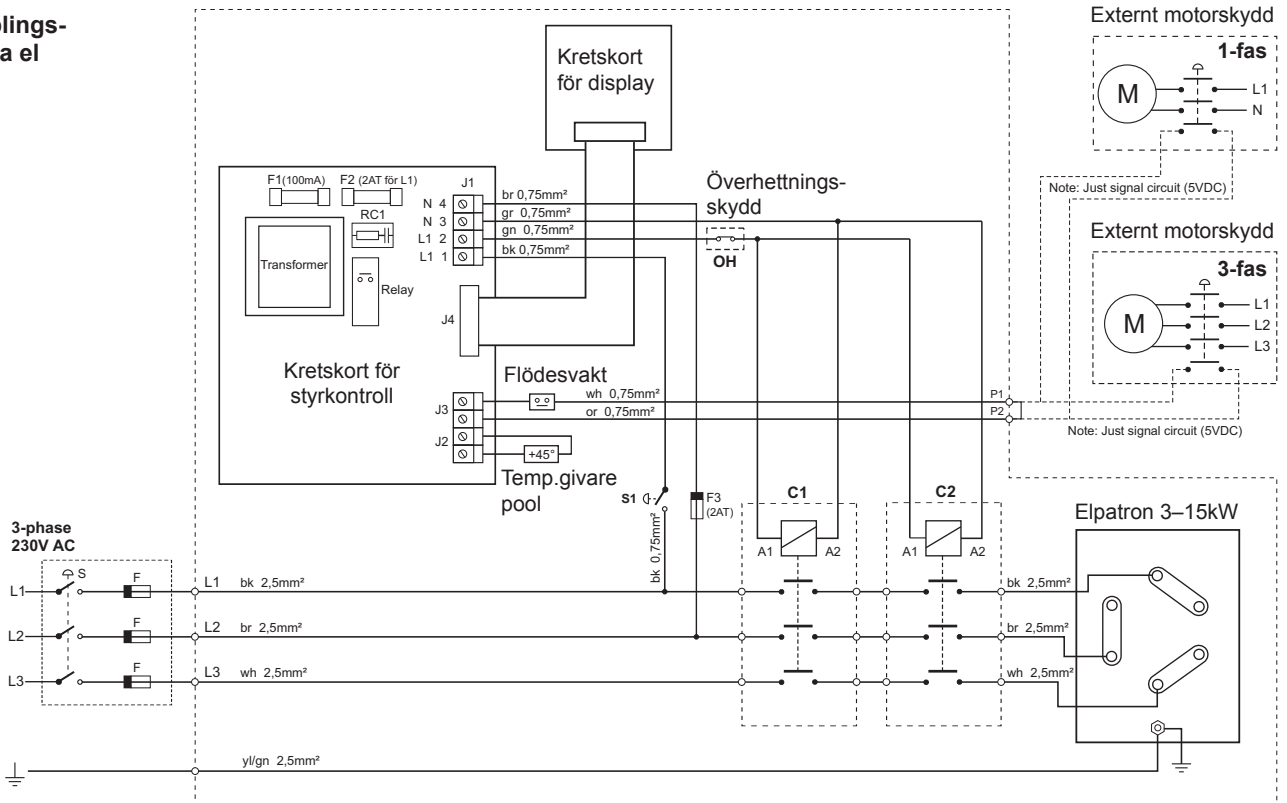 plings-
a el
Kretskort
för display
Externt motorskydd
1-fas
M
L1
N
Note: Just signal circuit (5VDC)
Externt motorskydd
3-fas
M
L1
L2
L3
Note: Just signal circuit (5VDC)
F1(100mA)
F2 (2AT för L1)
J1
RC1
N 4
N 3
L1 2
L1 1
br 0,75mm²
gr 0,75mm²
gn 0,75mm²
bk 0,75mm²
Överhettnings-
skydd
OH
Transformer
Relay
J4
Kretskort för
styrkontroll
Flödesvakt
wh 0,75mm²
or 0,75mm²
P1
P2
J3
J2
+45°
Temp.givare
pool
S1
bk 0,75mm²
F3
(2AT)
C1
A1
A2
C2
A1
A2
Elpatron 3–15kW
3-phase
230V AC
S
F
L1
L1
bk 2,5mm²
bk 2,5mm²
F
L2
L2
br 2,5mm²
br 2,5mm²
F
L3
L3
wh 2,5mm²
wh 2,5mm²
yl/gn 2,5mm²